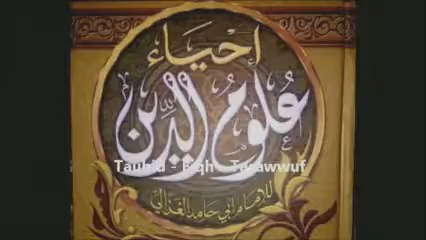 إحياء
علوم الدين
Tauhid - Fiqh - Tasawwuf
للإمام أبي حامد الغزالي